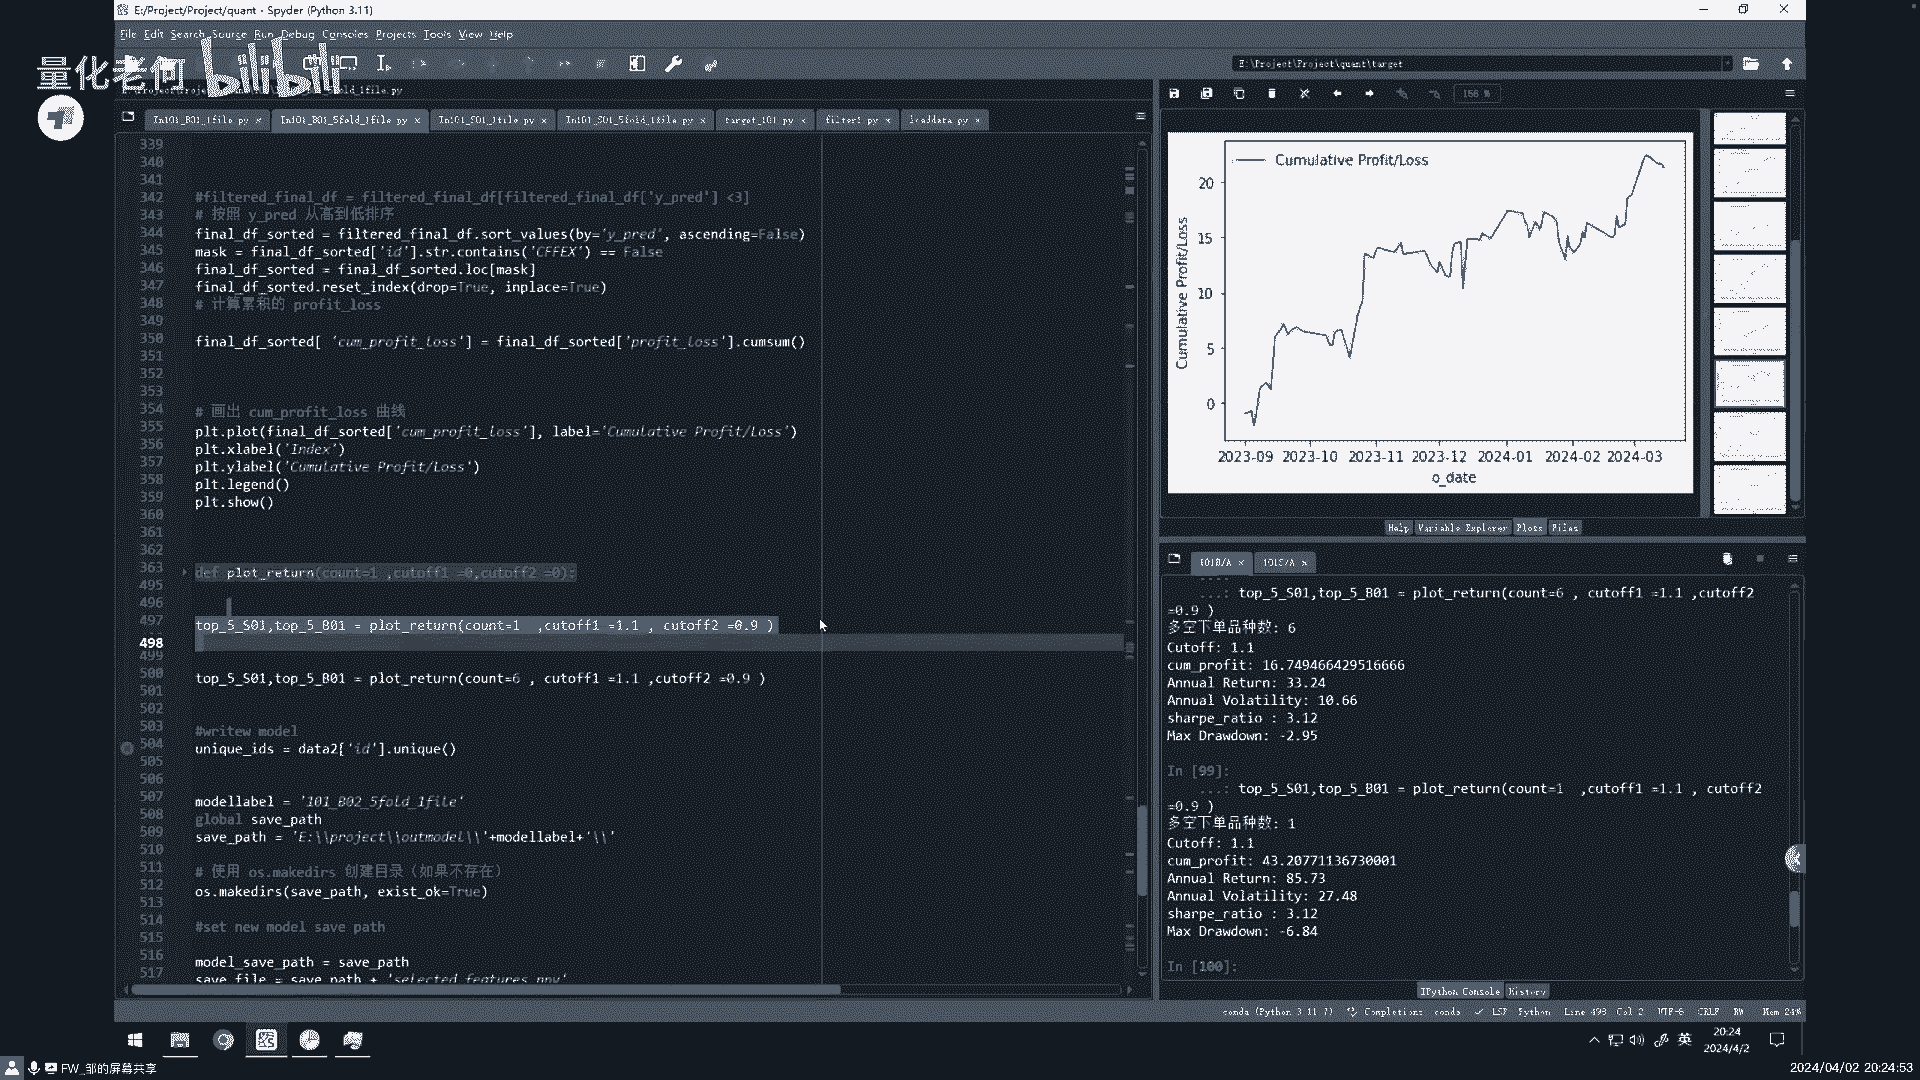 E:/Project/Project/quant - Spyder (Python 3.11)
File Edit Search Source Run Debug Consoles Projects Tools View Help
量化老何 bilibili
E:\Project\Project\quant\target
In101_B01_1file.py
In101_B01_5fold_1file.py
In101_S01_1file.py
In101_S01_5fold_1file.py
target_101.py
filter1.py
loaddata.py
156 %
339
340
341
342 #filtered_final_df = filtered_final_df[filtered_final_df['y_pred'] <3]
343 # 按照 y_pred 从高到低排序
344 final_df_sorted = filtered_final_df.sort_values(by='y_pred', ascending=False)
345 mask = final_df_sorted['id'].str.contains('CFFEX') == False
346 final_df_sorted = final_df_sorted.loc[mask]
347 final_df_sorted.reset_index(drop=True, inplace=True)
348 # 计算累积的 profit_loss
349
350 final_df_sorted[ 'cum_profit_loss'] = final_df_sorted['profit_loss'].cumsum()
351
352
353
354 # 画出 cum_profit_loss 曲线
355 plt.plot(final_df_sorted['cum_profit_loss'], label='Cumulative Profit/Loss')
356 plt.xlabel('Index')
357 plt.ylabel('Cumulative Profit/Loss')
358 plt.legend()
359 plt.show()
360
361
362
363 def plot_return(count=1 ,cutoff1 =0,cutoff2 =0):
495
496
497 top_5_S01,top_5_B01 = plot_return(count=1  ,cutoff1 =1.1 , cutoff2 =0.9 )
498
499
500 top_5_S01,top_5_B01 = plot_return(count=6 , cutoff1 =1.1 ,cutoff2 =0.9 )
501
502
503 #writew model
504 unique_ids = data2['id'].unique()
505
506
507 modellabel = '101_B02_5fold_1file'
508 global save_path
509 save_path = 'E:\\project\\outmodel\\'+modellabel+'\\'
510
511 # 使用 os.makedirs 创建目录（如果不存在）
512 os.makedirs(save_path, exist_ok=True)
513
514 #set new model save path
515
516 model_save_path = save_path
517 save_file = save_path + 'selected_features.npy'
Cumulative Profit/Loss
Cumulative Profit/Loss
20
15
10
5
0
2023-09 2023-10 2023-11 2023-12 2024-01 2024-02 2024-03
o_date
Help Variable Explorer Plots Files
101B/A
101S/A
...: top_5_S01,top_5_B01 = plot_return(count=6 , cutoff1 =1.1 ,cutoff2
=0.9 )
多空下单品种数: 6
Cutoff: 1.1
cum_profit: 16.749466429516666
Annual Return: 33.24
Annual Volatility: 10.66
sharpe_ratio : 3.12
Max Drawdown: -2.95
In [99]:
...: top_5_S01,top_5_B01 = plot_return(count=1  ,cutoff1 =1.1 , cutoff2
=0.9 )
多空下单品种数: 1
Cutoff: 1.1
cum_profit: 43.20771136730001
Annual Return: 85.73
Annual Volatility: 27.48
sharpe_ratio : 3.12
Max Drawdown: -6.84
In [100]:
IPython Console History
conda (Python 3.11.7) Completions: conda LSP: Python Line 498, Col 2 UTF-8 CRLF RW Mem 24%
英
20:24
2024/4/2
FW_邹的屏幕共享
2024/04/02 20:24:53